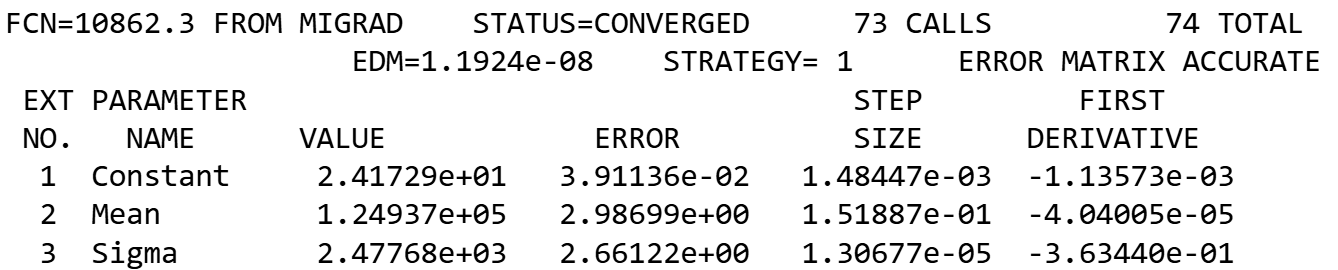 FCN=10862.3 FROM MIGRAD    STATUS=CONVERGED      73 CALLS          74 TOTAL
EDM=1.1924e-08    STRATEGY= 1      ERROR MATRIX ACCURATE
EXT PARAMETER                                   STEP         FIRST
NO.   NAME      VALUE            ERROR          SIZE      DERIVATIVE
1  Constant     2.41729e+01   3.91136e-02   1.48447e-03  -1.13573e-03
2  Mean         1.24937e+05   2.98699e+00   1.51887e-01  -4.04005e-05
3  Sigma        2.47768e+03   2.66122e+00   1.30677e-05  -3.63440e-01